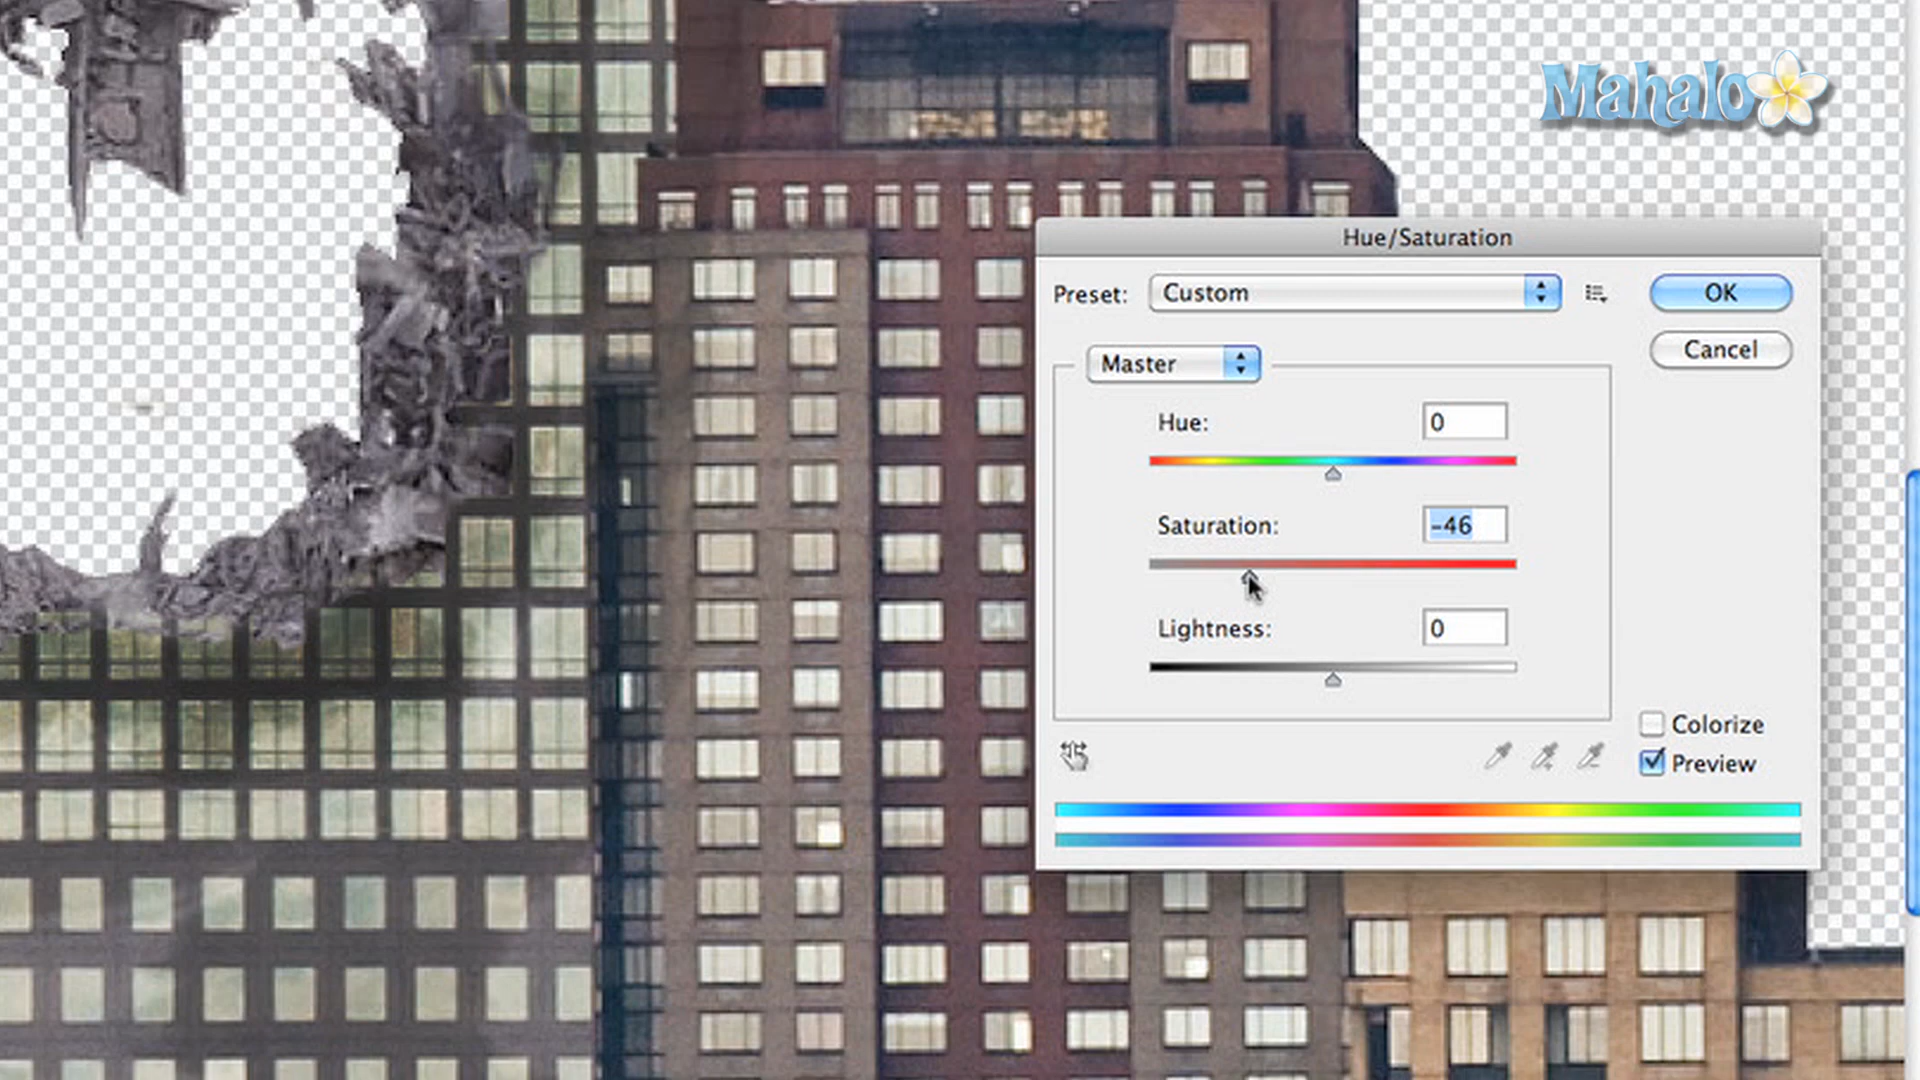 Mahalo
Hue/Saturation
Preset: Custom
OK
Cancel
Master
Hue: 0
Saturation: -46
Lightness: 0
Colorize
Preview